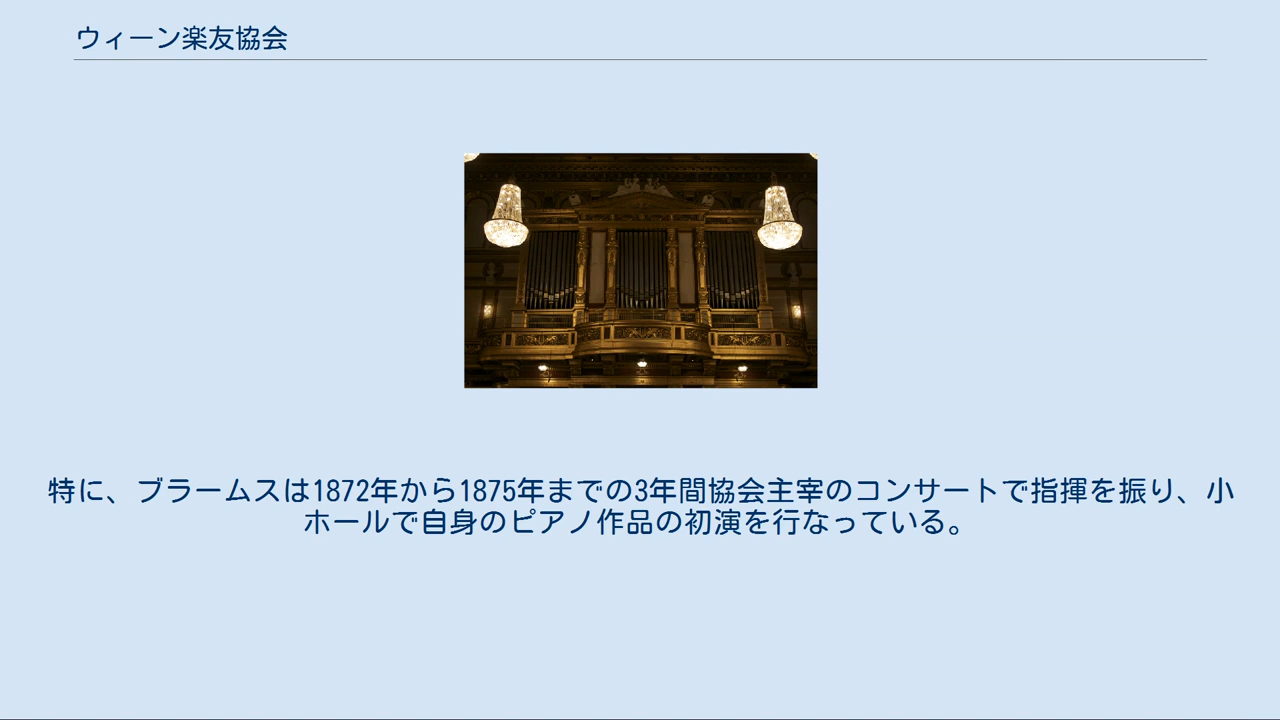 ウィーン楽友協会
特に、ブラームスは1872年から1875年までの3年間協会主宰のコンサートで指揮を振り、小
ホールで自身のピアノ作品の初演を行なっている。